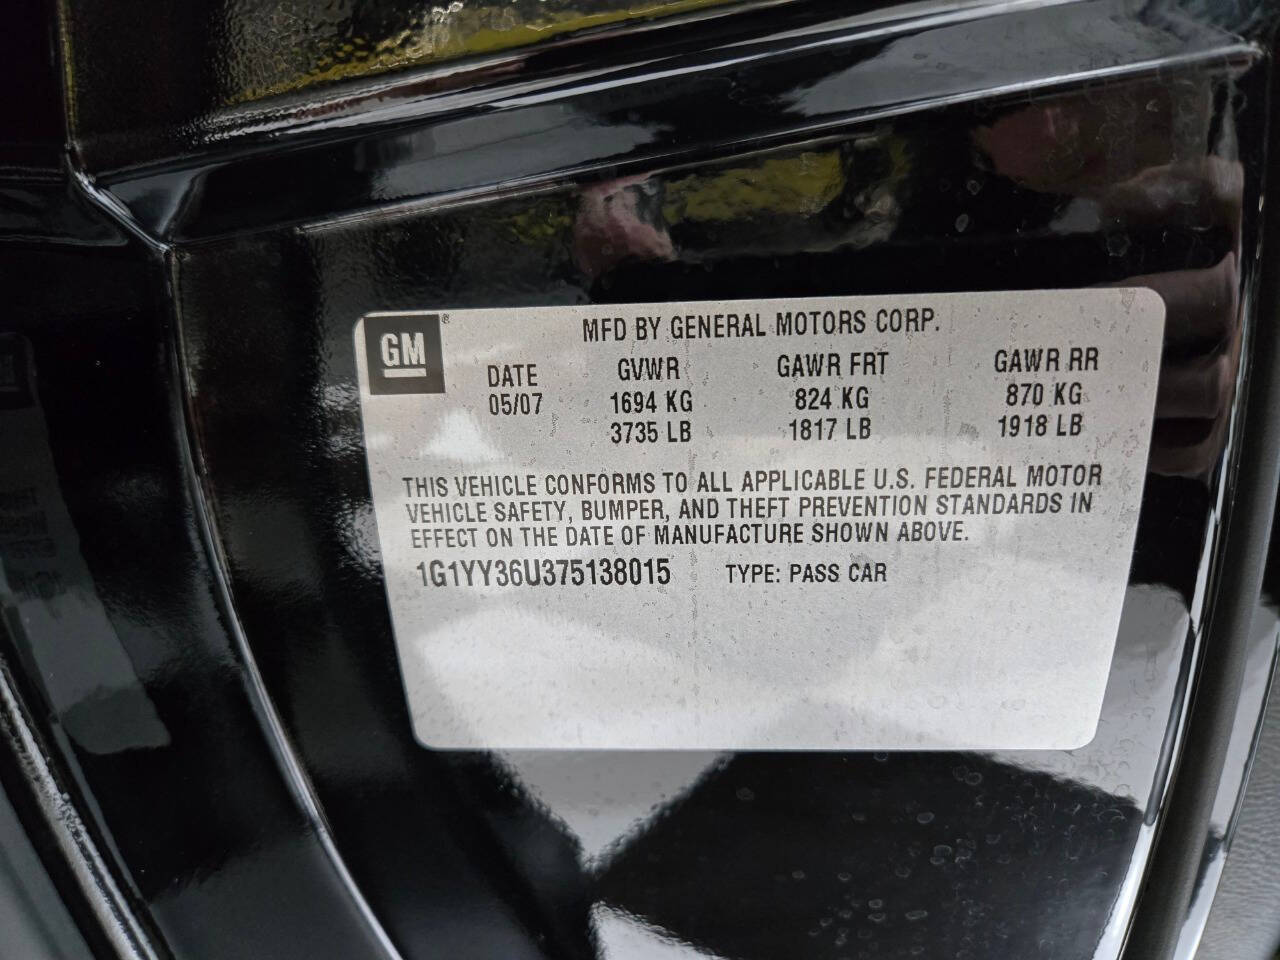 GM
MFD BY GENERAL MOTORS CORP.
DATE GVWR GAWR FRT GAWR RR
05/07 1694 KG 824 KG 870 KG
3735 LB 1817 LB 1918 LB
THIS VEHICLE CONFORMS TO ALL APPLICABLE U.S. FEDERAL MOTOR
VEHICLE SAFETY, BUMPER, AND THEFT PREVENTION STANDARDS IN
EFFECT ON THE DATE OF MANUFACTURE SHOWN ABOVE.
1G1YY36U375138015 TYPE: PASS CAR